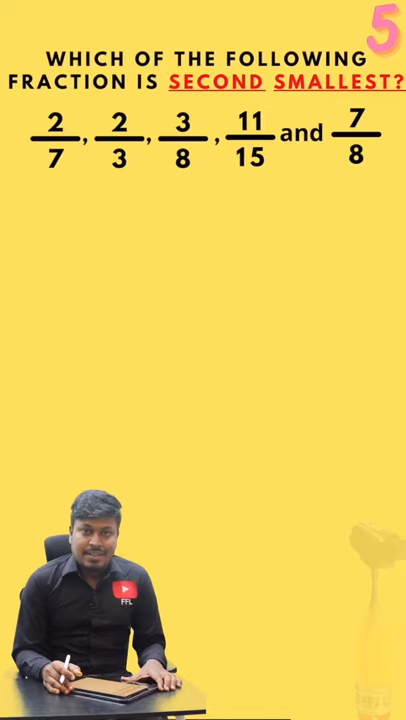 5
WHICH OF THE FOLLOWING
FRACTION IS SECOND SMALLEST?
2/7, 2/3, 3/8, 11/15 and 7/8
FFL